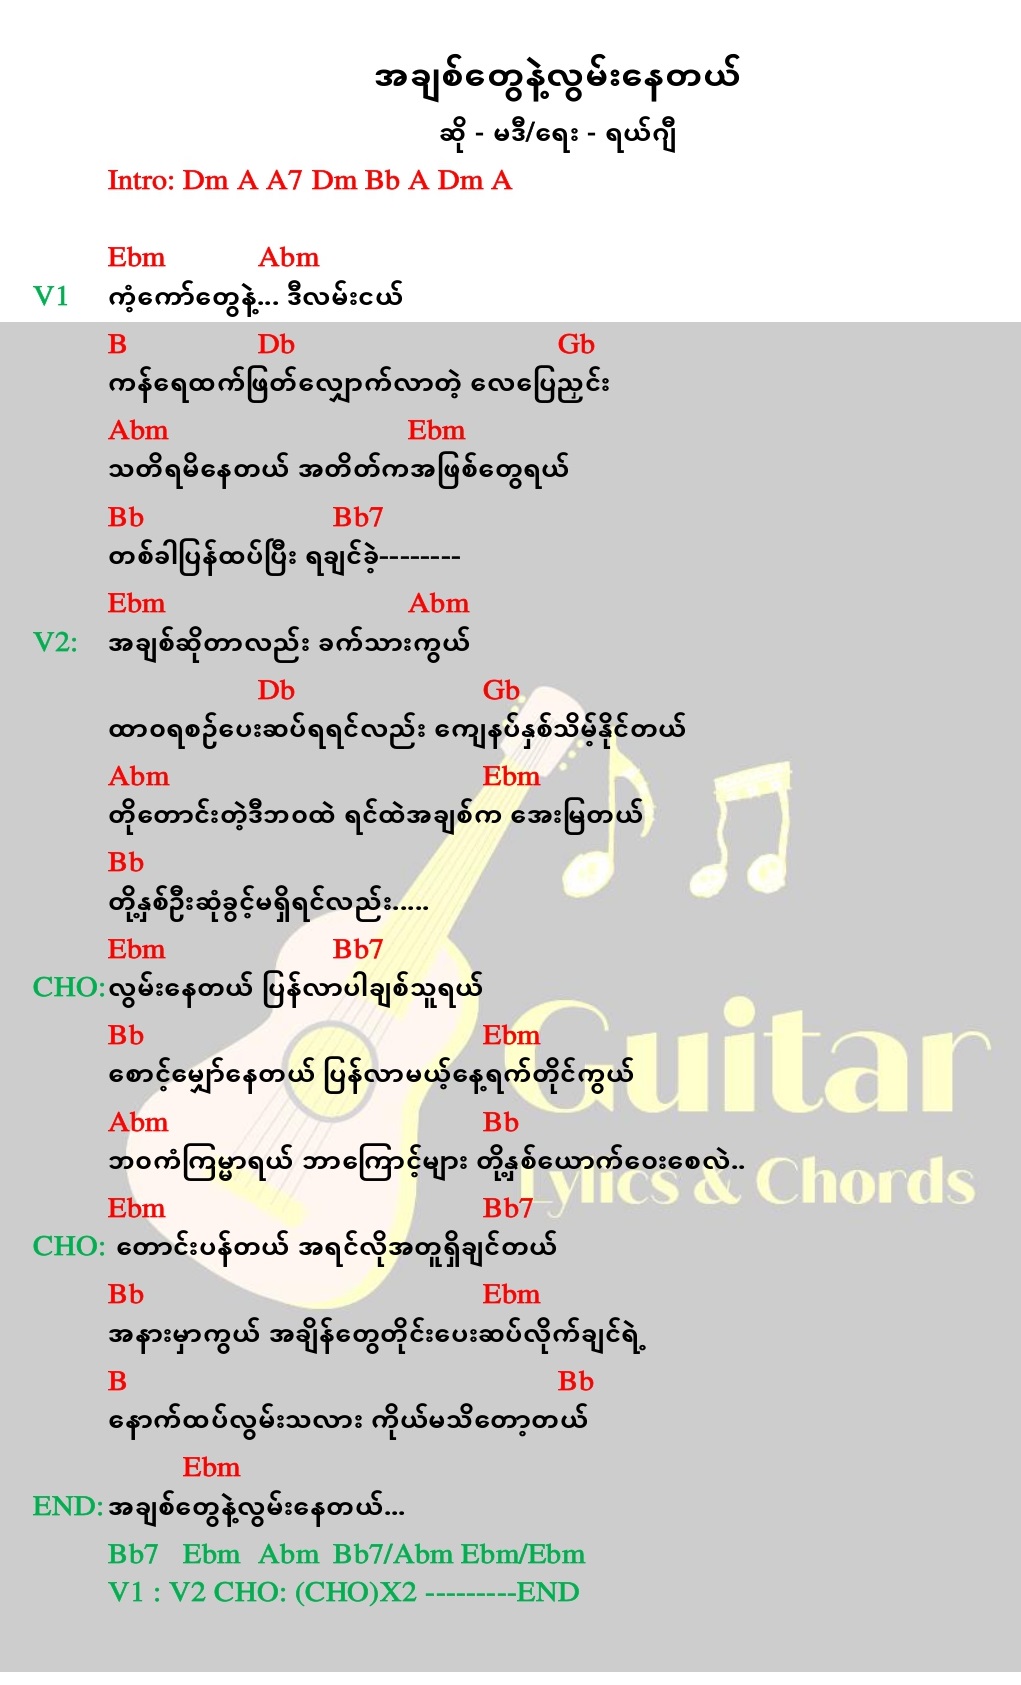 အချစ်တွေနဲ့လွမ်းနေတယ်
ဆို - မဒီ/ရေး - ရယ်ဂျီ
Intro: Dm A A7 Dm Bb A Dm A
Ebm Abm
V1 ကံ့ကော်တွေနဲ့... ဒီလမ်းငယ်
B Db Gb
ကန်ရေထက်ဖြတ်လျှောက်လာတဲ့ လေပြေညှင်း
Abm Ebm
သတိရမိနေတယ် အတိတ်ကအဖြစ်တွေရယ်
Bb Bb7
တစ်ခါပြန်ထပ်ပြီး ရချင်ခဲ့--------
Ebm Abm
V2: အချစ်ဆိုတာလည်း ခက်သားကွယ်
Db Gb
ထာဝရစဉ်ပေးဆပ်ရရင်လည်း ကျေနပ်နှစ်သိမ့်နိုင်တယ်
Abm Ebm
တိုတောင်းတဲ့ဒီဘဝထဲ ရင်ထဲအချစ်က အေးမြတယ်
Bb
တို့နှစ်ဦးဆုံခွင့်မရှိရင်လည်း.....
Ebm Bb7
CHO: လွမ်းနေတယ် ပြန်လာပါချစ်သူရယ်
Bb Ebm
စောင့်မျှော်နေတယ် ပြန်လာမယ့်နေ့ရက်တိုင်ကွယ်
Abm Bb
ဘဝကံကြမ္မာရယ် ဘာကြောင့်များ တို့နှစ်ယောက်ဝေးစေလဲ..
Ebm Bb7
CHO: တောင်းပန်တယ် အရင်လိုအတူရှိချင်တယ်
Bb Ebm
အနားမှာကွယ် အချိန်တွေတိုင်းပေးဆပ်လိုက်ချင်ရဲ့
B Bb
နောက်ထပ်လွမ်းသလား ကိုယ်မသိတော့တယ်
Ebm
END: အချစ်တွေနဲ့လွမ်းနေတယ်...
Bb7 Ebm Abm Bb7/Abm Ebm/Ebm
V1 : V2 CHO: (CHO)X2 ---------END
Guitar
Lylics & Chords